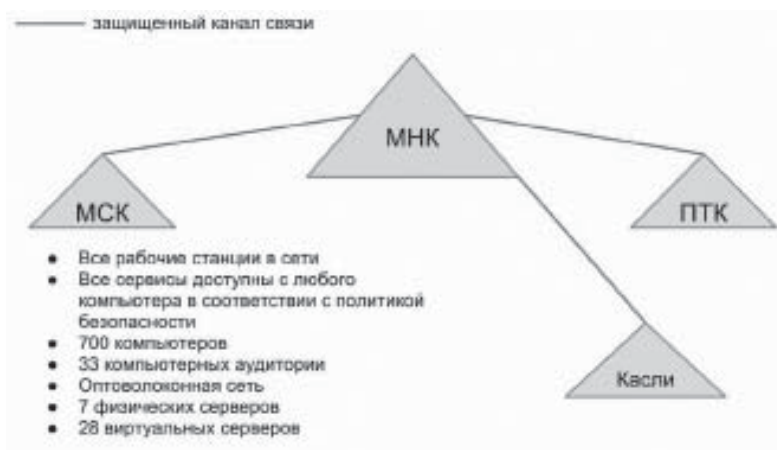 защищенный канал связи
МНК
МСК
ПТК
• Все рабочие станции в сети
• Все сервисы доступны с любого
компьютера в соответствии с политикой
безопасности
• 700 компьютеров
• 33 компьютерных аудитории
• Оптоволоконная сеть
• 7 физических серверов
• 28 виртуальных серверов
Касли